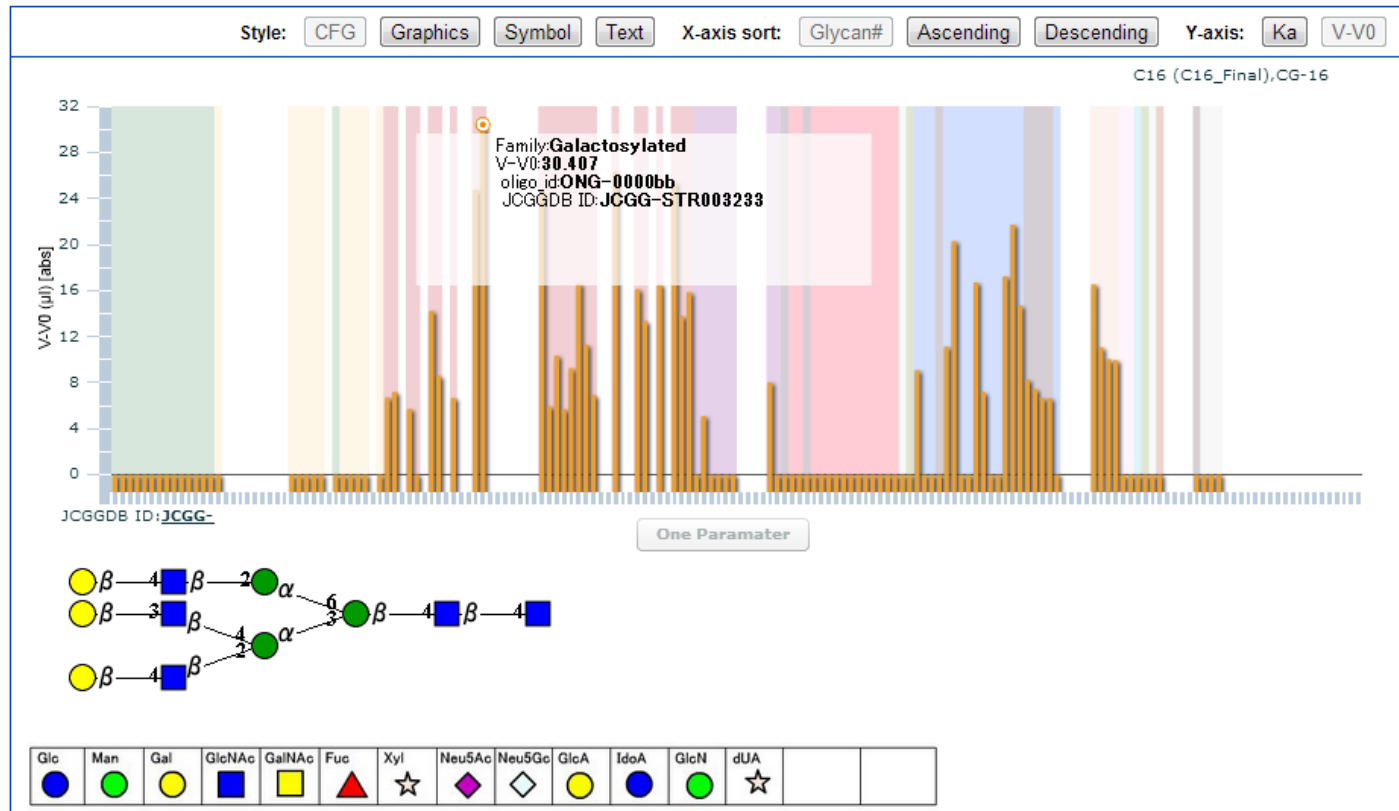 Style: CFG Graphics Symbol Text X-axis sort: Glycan# Ascending Descending Y-axis: Ka V-V0
C16 (C16_Final),CG-16
32
28
24
20
16
12
8
4
0
V-V0 (μl) [abs]
Family:Galactosylated
V-V0:30.407
oligo_id:ONG-0000bb
JCGGDB ID:JCGG-STR003233
JCGGDB ID:JCGG-
One Paramater
β 4 β 2 α 6
β 3 β 4 α 3 β 4 β 4
β 4 β 2
Glc Man Gal GlcNAc GalNAc Fuc Xyl Neu5Ac Neu5Gc GlcA IdoA GlcN dUA